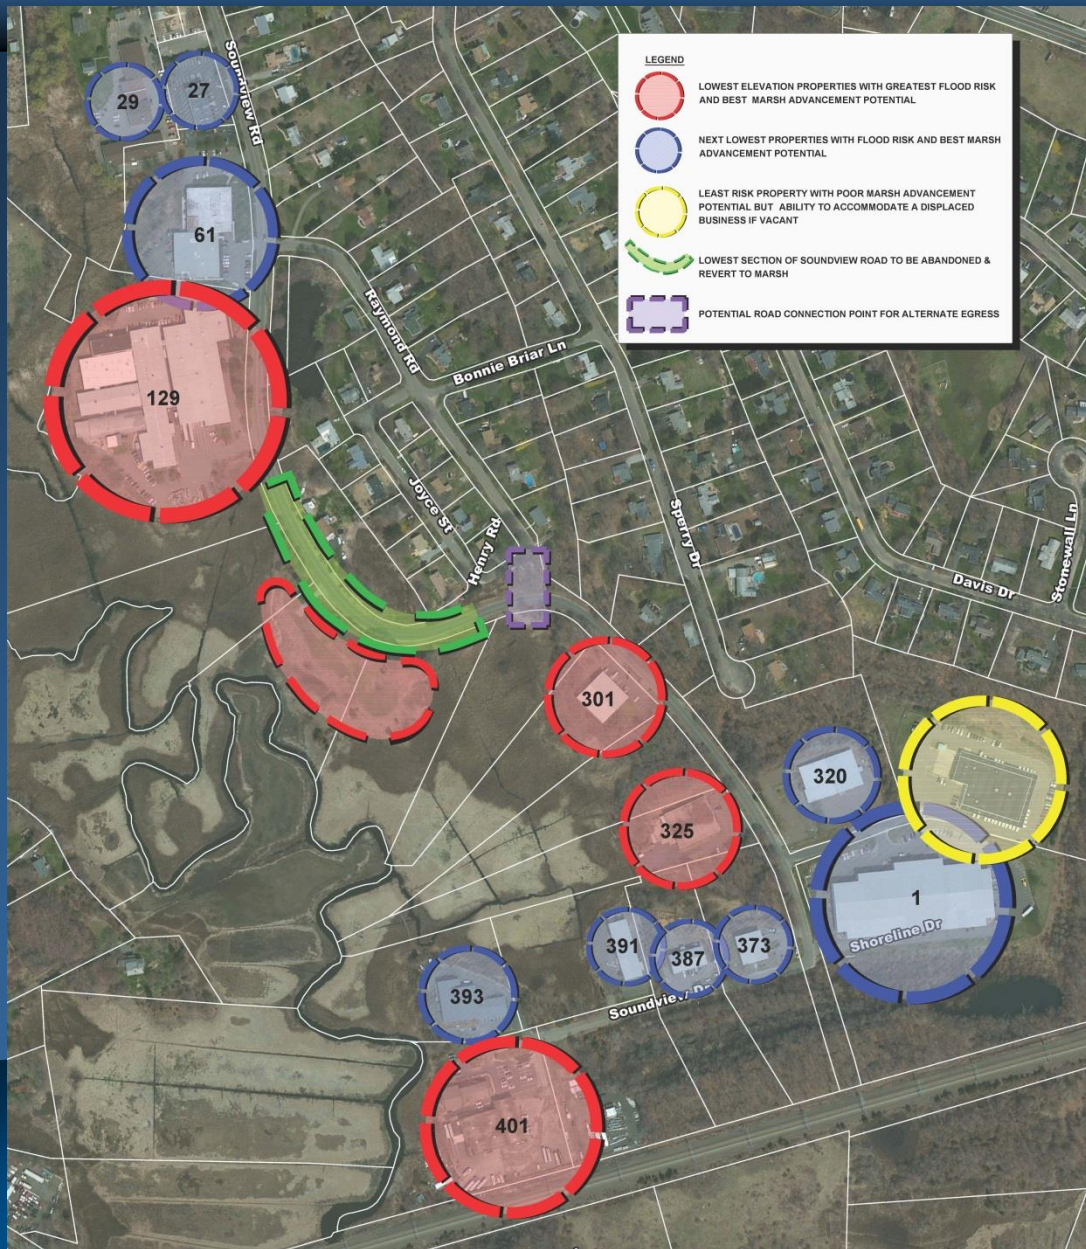 LEGEND
LOWEST ELEVATION PROPERTIES WITH GREATEST FLOOD RISK
AND BEST MARSH ADVANCEMENT POTENTIAL
NEXT LOWEST PROPERTIES WITH FLOOD RISK AND BEST MARSH
ADVANCEMENT POTENTIAL
LEAST RISK PROPERTY WITH POOR MARSH ADVANCEMENT
POTENTIAL BUT ABILITY TO ACCOMMODATE A DISPLACED
BUSINESS IF VACANT
LOWEST SECTION OF SOUNDVIEW ROAD TO BE ABANDONED &
REVERT TO MARSH
POTENTIAL ROAD CONNECTION POINT FOR ALTERNATE EGRESS
Soundview Rd
29
27
61
Raymond Rd
Bonnie Briar Ln
129
Joyce St
Henry Rd
Sperry Dr
Stonewall Ln
Davis Dr
301
320
325
1
Shoreline Dr
391
387
373
393
401